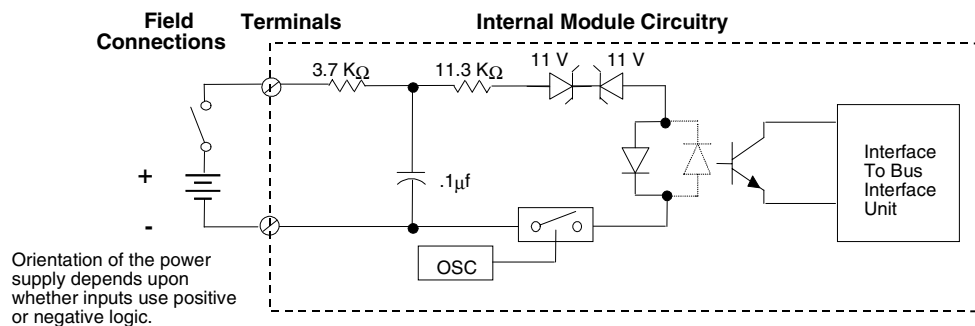 Field
Connections
Terminals
Internal Module Circuitry
3.7 KΩ
11.3 KΩ
11 V
11 V
+
-
.1μf
OSC
Interface
To Bus
Interface
Unit
Orientation of the power
supply depends upon
whether inputs use positive
or negative logic.